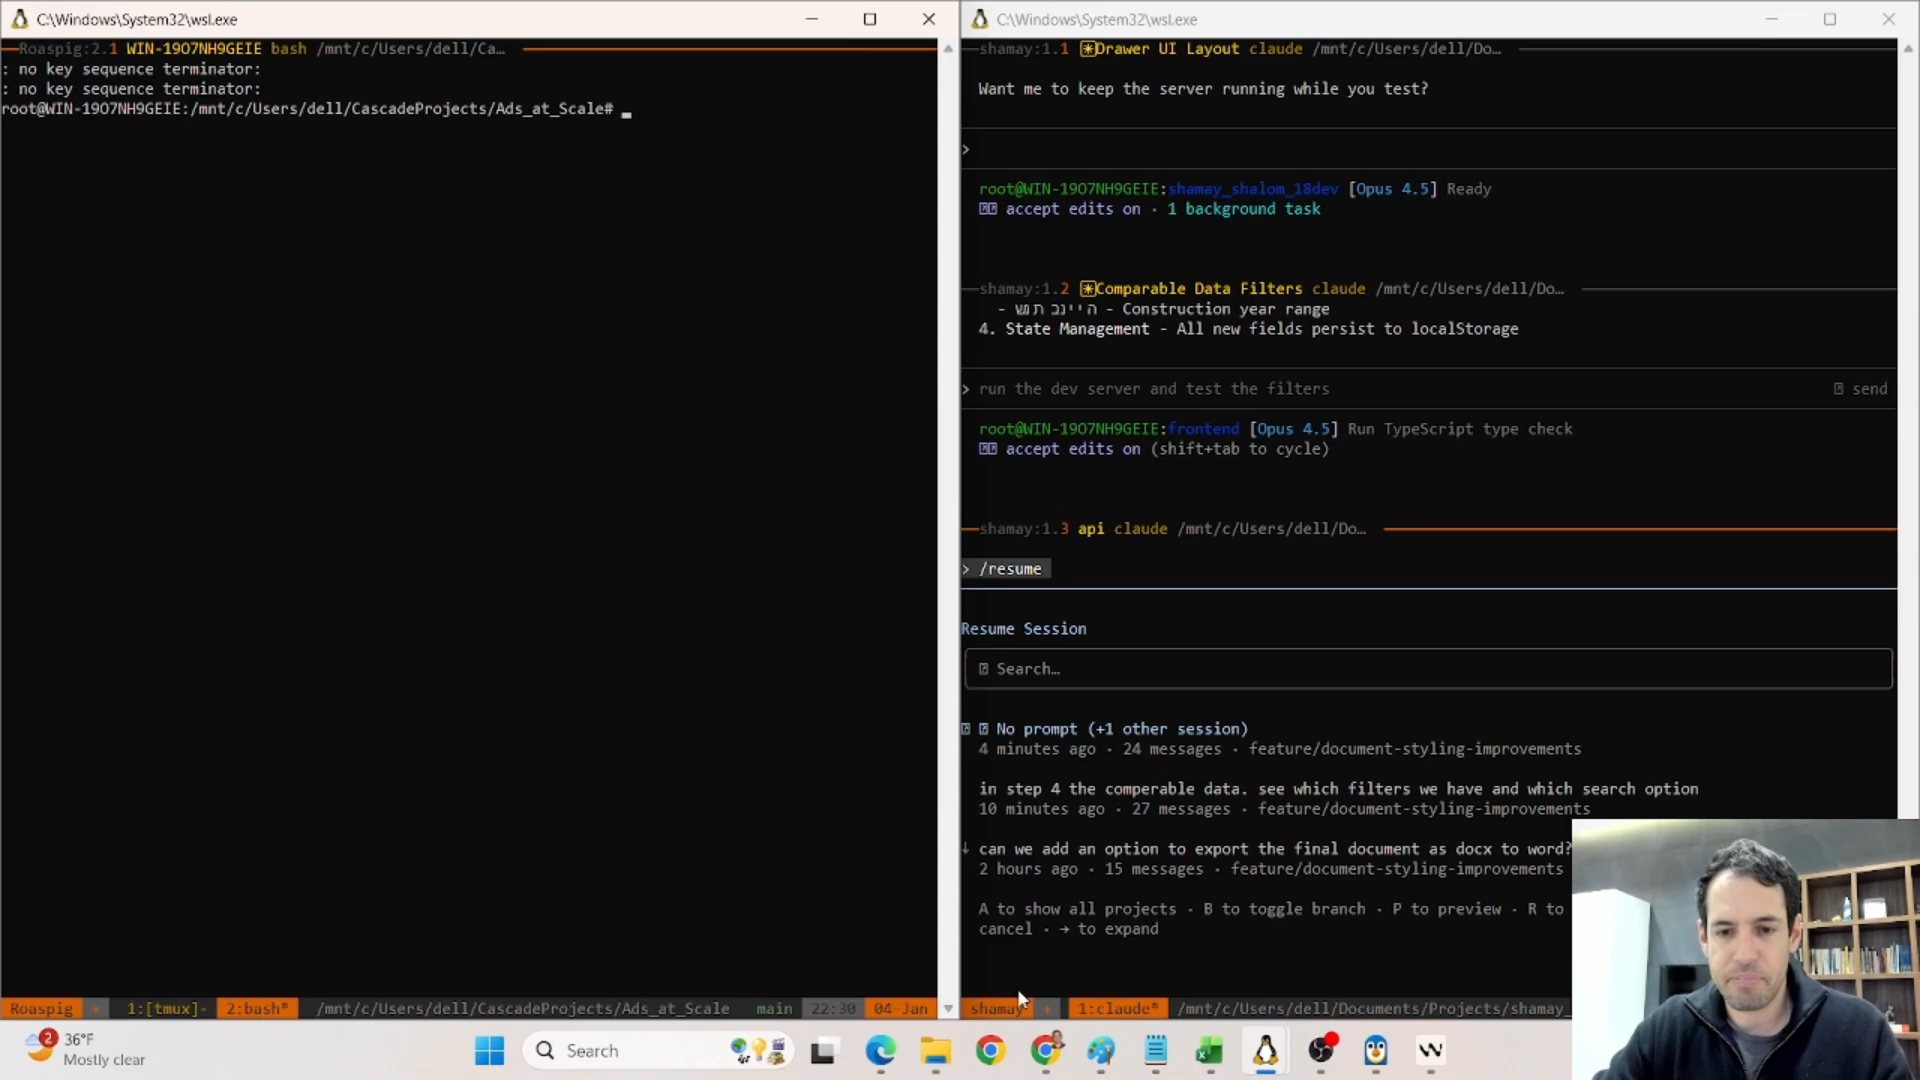 C:\Windows\System32\wsl.exe
Roaspig:2.1 WIN-19O7NH9GEIE bash /mnt/c/Users/dell/Ca…
: no key sequence terminator:
: no key sequence terminator:
root@WIN-19O7NH9GEIE:/mnt/c/Users/dell/CascadeProjects/Ads_at_Scale#
Roaspig 1:[tmux]- 2:bash* /mnt/c/Users/dell/CascadeProjects/Ads_at_Scale main 22:30 04-Jan
C:\Windows\System32\wsl.exe
shamay:1.1 Drawer UI Layout claude /mnt/c/Users/dell/Do…
Want me to keep the server running while you test?
>
root@WIN-19O7NH9GEIE:shamay_shalom_18dev [Opus 4.5] Ready
accept edits on · 1 background task
shamay:1.2 Comparable Data Filters claude /mnt/c/Users/dell/Do…
- היינב תמש - Construction year range
4. State Management - All new fields persist to localStorage
> run the dev server and test the filters send
root@WIN-19O7NH9GEIE:frontend [Opus 4.5] Run TypeScript type check
accept edits on (shift+tab to cycle)
shamay:1.3 api claude /mnt/c/Users/dell/Do…
> /resume
Resume Session
Search…
No prompt (+1 other session)
4 minutes ago · 24 messages · feature/document-styling-improvements
in step 4 the comperable data. see which filters we have and which search option
10 minutes ago · 27 messages · feature/document-styling-improvements
↓ can we add an option to export the final document as docx to word?
2 hours ago · 15 messages · feature/document-styling-improvements
A to show all projects · B to toggle branch · P to preview · R to
cancel · → to expand
shamay 1:claude* /mnt/c/Users/dell/Documents/Projects/shamay_
2
36°F
Mostly clear
Search